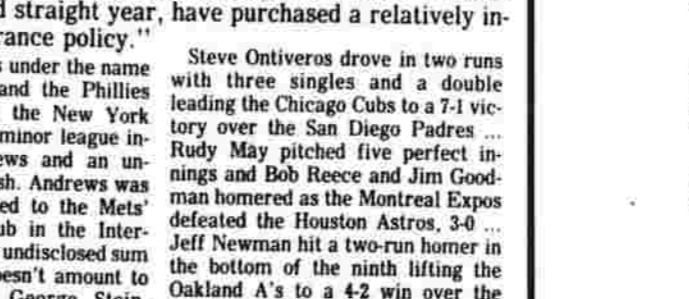 straight year, have purchased a relatively in-
rance policy."
under the name
and the Phillies
the New York
minor league in-
ews and an un-
sh. Andrews was
ed to the Mets'
ub in the Inter-
undisclosed sum
esn't amount to
George Stein-
Steve Ontiveros drove in two runs
with three singles and a double
leading the Chicago Cubs to a 7-1 vic-
tory over the San Diego Padres ...
Rudy May pitched five perfect in-
nings and Bob Reece and Jim Good-
man homered as the Montreal Expos
defeated the Houston Astros, 3-0 ...
Jeff Newman hit a two-run homer in
the bottom of the ninth lifting the
Oakland A's to a 4-2 win over the